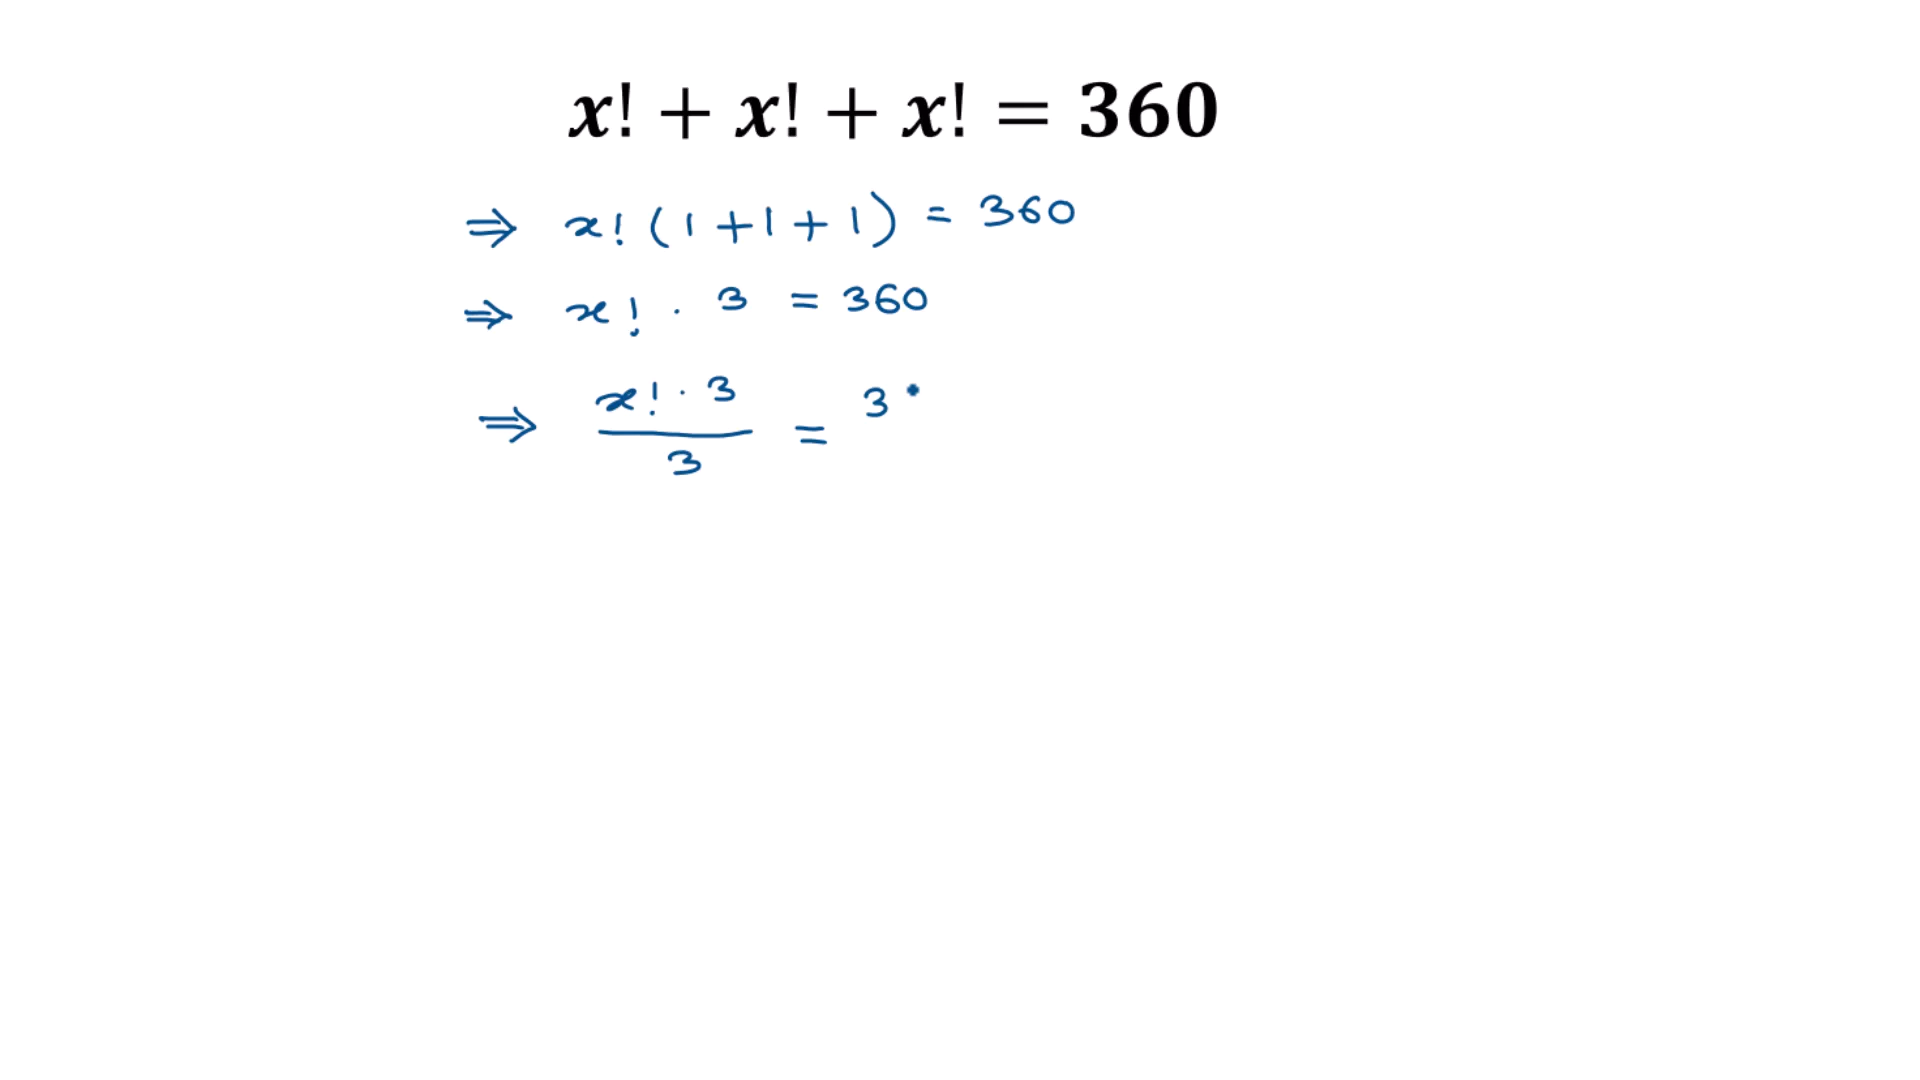 x! + x! + x! = 360
⇒ x! (1 + 1 + 1) = 360
⇒ x! · 3 = 360
⇒ x! · 3 / 3 = 3